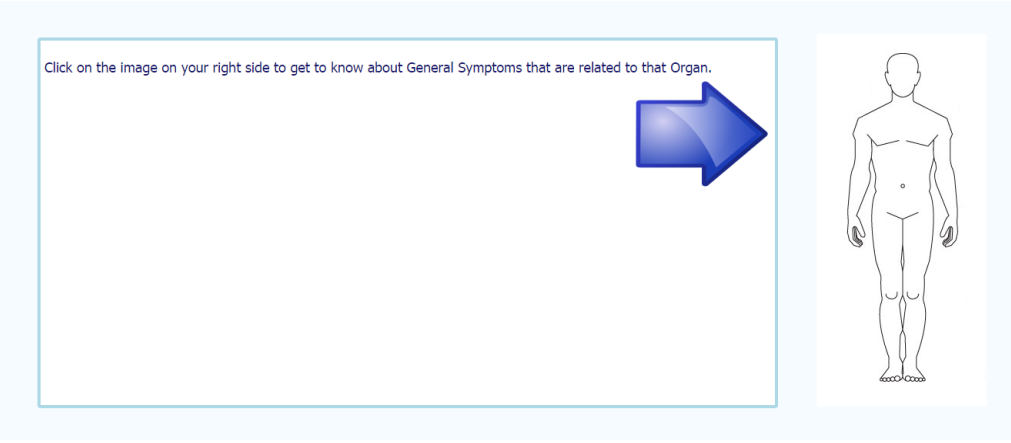 Click on the image on your right side to get to know about General Symptoms that are related to that Organ.